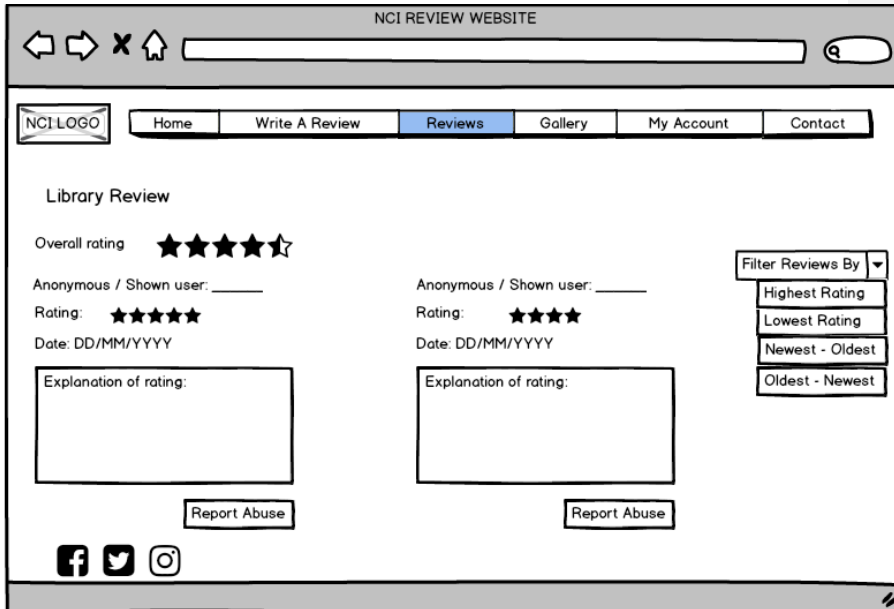 NCI REVIEW WEBSITE
NCI LOGO
Home
Write A Review
Reviews
Gallery
My Account
Contact
Library Review
Overall rating
Filter Reviews By
Highest Rating
Lowest Rating
Newest - Oldest
Oldest - Newest
Anonymous / Shown user: ______
Rating:
Date: DD/MM/YYYY
Explanation of rating:
Report Abuse
Anonymous / Shown user: ______
Rating:
Date: DD/MM/YYYY
Explanation of rating:
Report Abuse